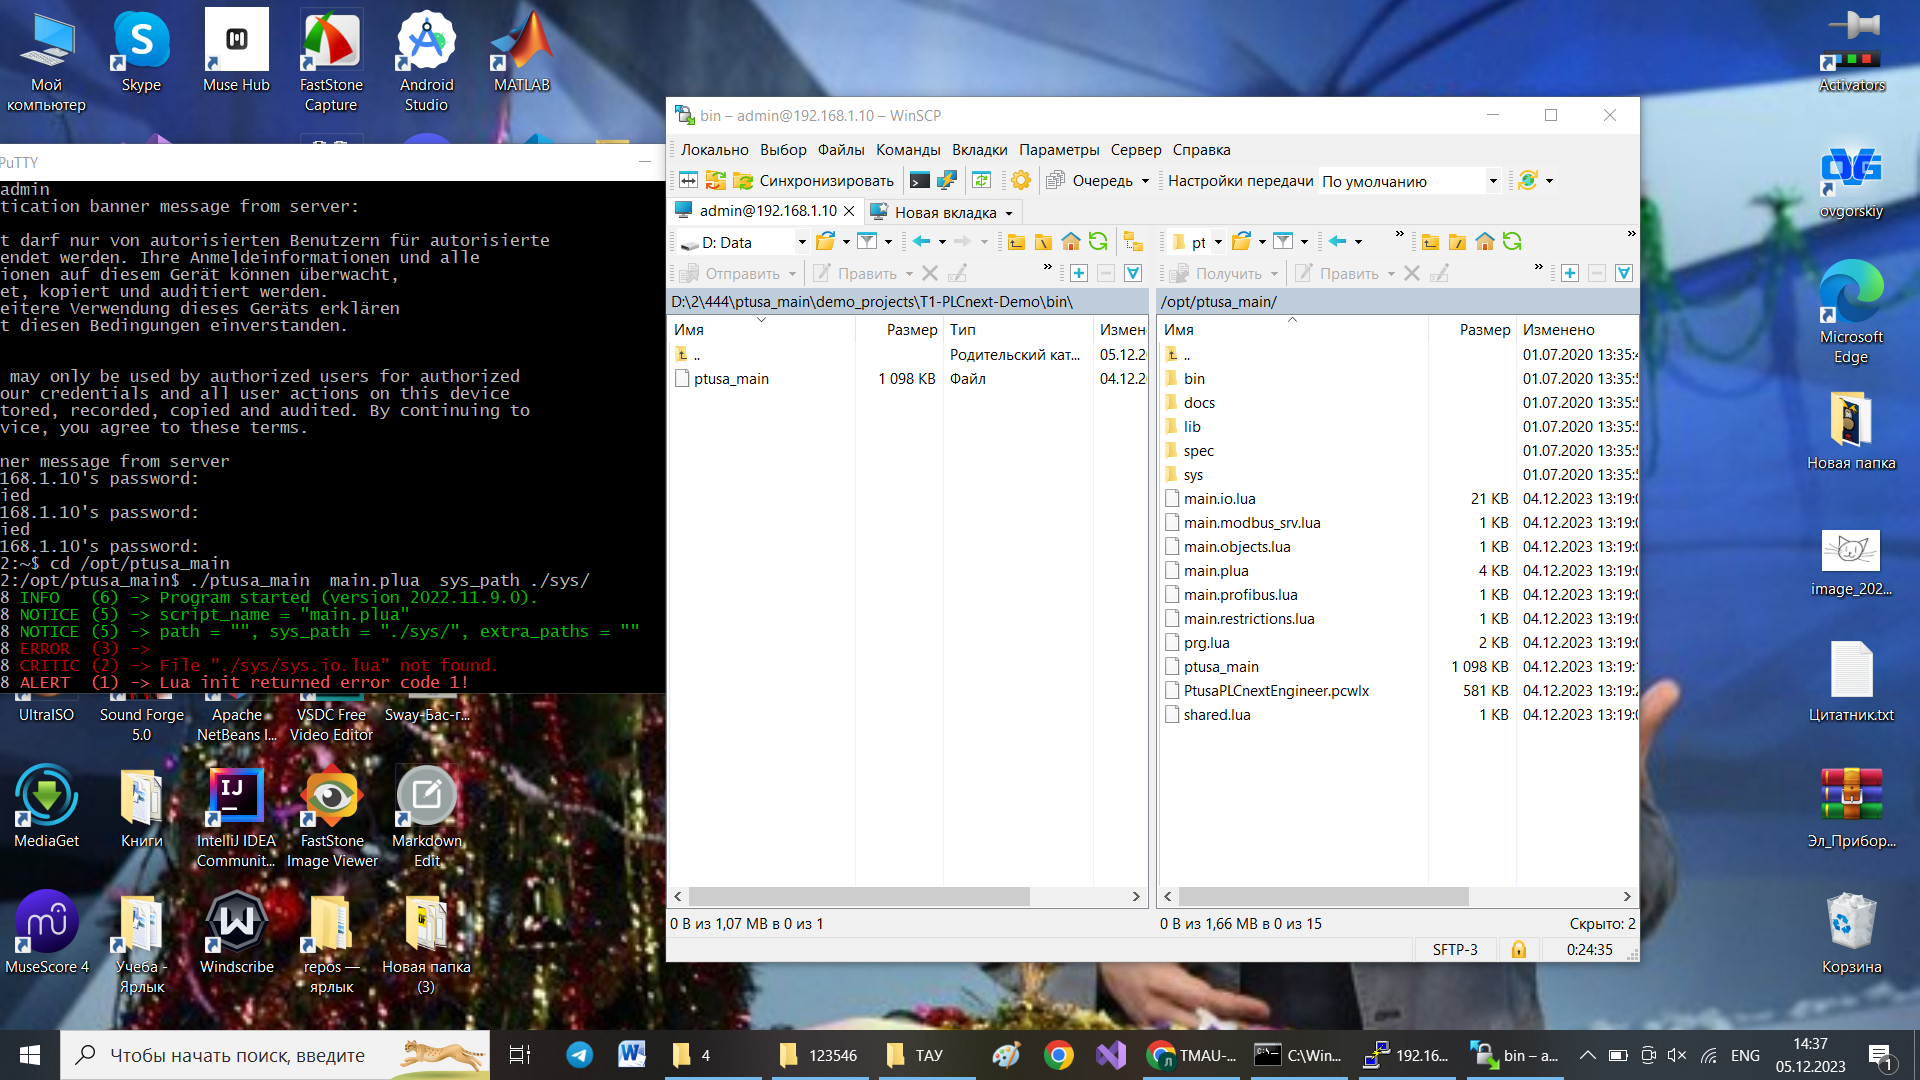 Мой компьютер
Skype
Muse Hub
FastStone Capture
Android Studio
MATLAB
Activators
ovgorskiy
Microsoft Edge
Новая папка
image_202...
Цитатник.txt
Эл_Прибор...
Корзина
PuTTY
admin
tication banner message from server:
t darf nur von autorisierten Benutzern für autorisierte
endet werden. Ihre Anmeldeinformationen und alle
ionen auf diesem Gerät können überwacht,
et, kopiert und auditiert werden.
eitere Verwendung dieses Geräts erklären
t diesen Bedingungen einverstanden.
may only be used by authorized users for authorized
our credentials and all user actions on this device
tored, recorded, copied and audited. By continuing to
vice, you agree to these terms.
ner message from server
168.1.10's password:
ied
168.1.10's password:
ied
168.1.10's password:
2:~$ cd /opt/ptusa_main
2:/opt/ptusa_main$ ./ptusa_main  main.plua  sys_path ./sys/
8 INFO   (6) -> Program started (version 2022.11.9.0).
8 NOTICE (5) -> script_name = "main.plua"
8 NOTICE (5) -> path = "", sys_path = "./sys/", extra_paths = ""
8 ERROR  (3) ->
8 CRITIC (2) -> File "./sys/sys.io.lua" not found.
8 ALERT  (1) -> Lua init returned error code 1!
UltraISO
Sound Forge 5.0
Apache NetBeans I...
VSDC Free Video Editor
Sway-Бас-г...
MediaGet
Книги
IntelliJ IDEA Communit...
FastStone Image Viewer
Markdown Edit
MuseScore 4
Учеба - Ярлык
Windscribe
repos — ярлык
Новая папка (3)
bin – admin@192.168.1.10 – WinSCP
Локально Выбор Файлы Команды Вкладки Параметры Сервер Справка
Синхронизировать Очередь Настройки передачи По умолчанию
admin@192.168.1.10 Новая вкладка
D: Data
Отправить Править
D:\2\444\ptusa_main\demo_projects\T1-PLCnext-Demo\bin\
Имя Размер Тип Измен
.. Родительский кат... 05.12.2
ptusa_main 1 098 KB Файл 04.12.2
0 B из 1,07 MB в 0 из 1
pt
Получить Править
/opt/ptusa_main/
Имя Размер Изменено
.. 01.07.2020 13:35:4
bin 01.07.2020 13:35:5
docs 01.07.2020 13:35:5
lib 01.07.2020 13:35:5
spec 01.07.2020 13:35:5
sys 01.07.2020 13:35:5
main.io.lua 21 KB 04.12.2023 13:19:0
main.modbus_srv.lua 1 KB 04.12.2023 13:19:0
main.objects.lua 1 KB 04.12.2023 13:19:0
main.plua 4 KB 04.12.2023 13:19:0
main.profibus.lua 1 KB 04.12.2023 13:19:0
main.restrictions.lua 1 KB 04.12.2023 13:19:0
prg.lua 2 KB 04.12.2023 13:19:0
ptusa_main 1 098 KB 04.12.2023 13:19:1
PtusaPLCnextEngineer.pcwlx 581 KB 04.12.2023 13:19:2
shared.lua 1 KB 04.12.2023 13:19:0
0 B из 1,66 MB в 0 из 15 Скрыто: 2
SFTP-3 0:24:35
Чтобы начать поиск, введите
4
123546
ТАУ
TMAU-...
C:\Win...
192.16...
bin – a...
ENG
14:37
05.12.2023
1